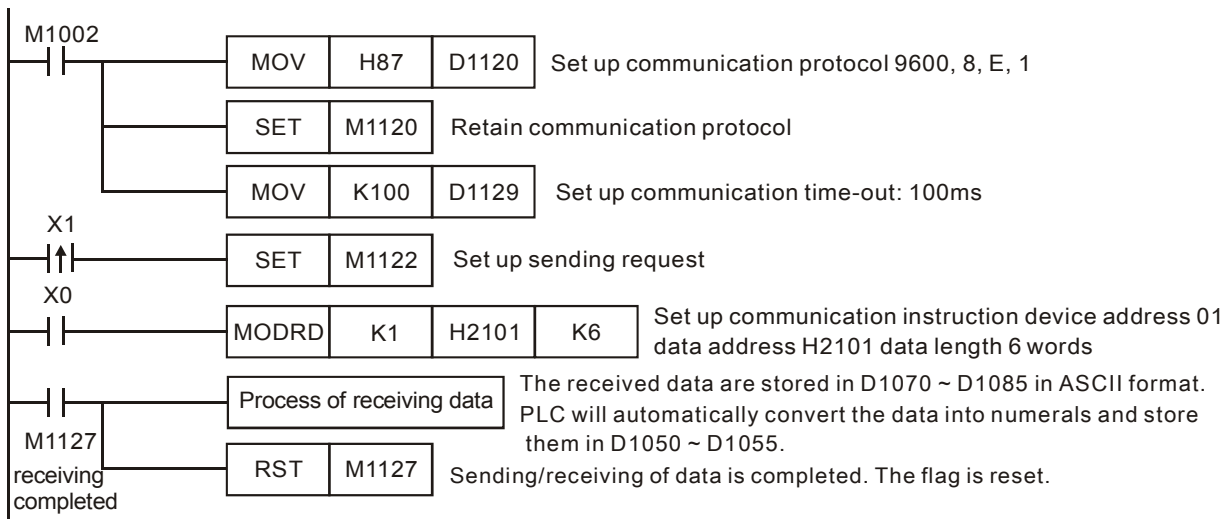 M1002
MOV H87 D1120 Set up communication protocol 9600, 8, E, 1
SET M1120 Retain communication protocol
MOV K100 D1129 Set up communication time-out: 100ms
X1
SET M1122 Set up sending request
X0
MODRD K1 H2101 K6 Set up communication instruction device address 01
data address H2101 data length 6 words
Process of receiving data The received data are stored in D1070 ~ D1085 in ASCII format.
PLC will automatically convert the data into numerals and store
them in D1050 ~ D1055.
M1127
receiving
completed
RST M1127 Sending/receiving of data is completed. The flag is reset.